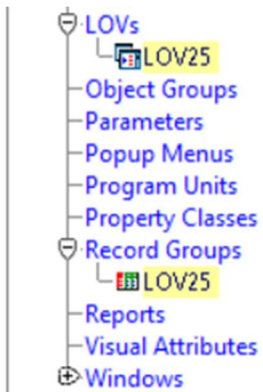 LOVs
LOV25
Object Groups
Parameters
Popup Menus
Program Units
Property Classes
Record Groups
LOV25
Reports
Visual Attributes
Windows